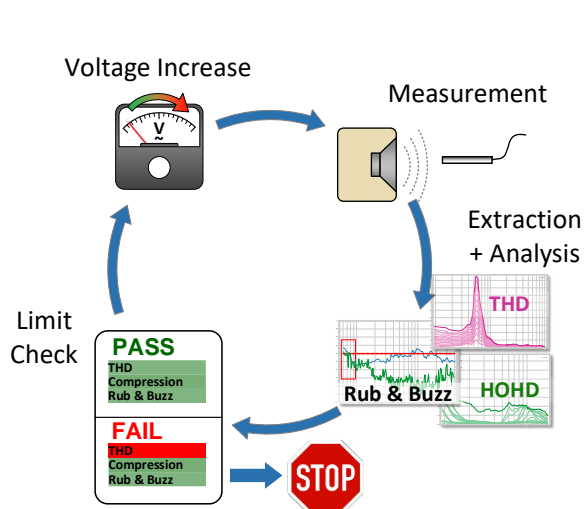 Voltage Increase
V
~
Measurement
Extraction
+ Analysis
THD
HOHD
Rub & Buzz
Limit
Check
PASS
THD
Compression
Rub & Buzz
FAIL
THD
Compression
Rub & Buzz
STOP